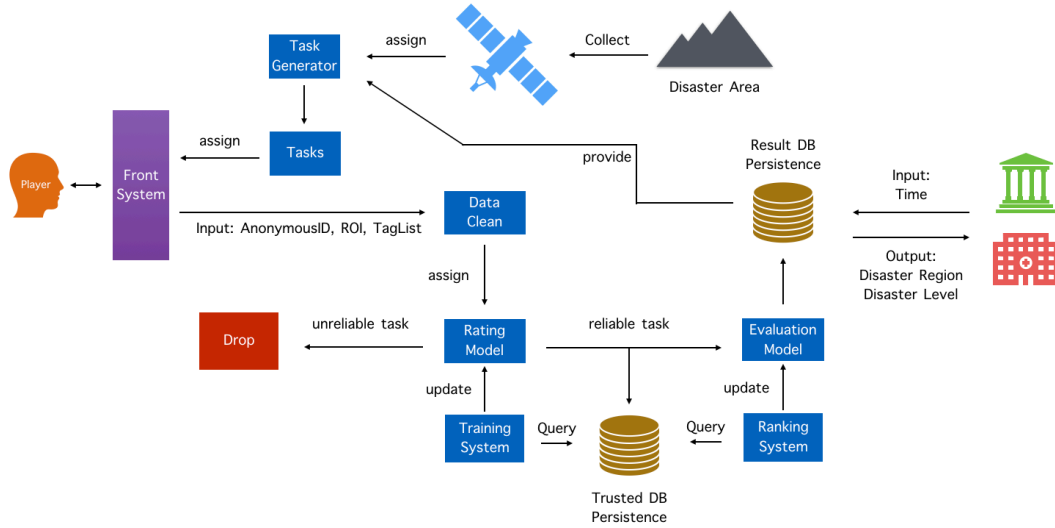 Task
Generator
assign
Collect
Disaster Area
assign
Tasks
provide
Result DB
Persistence
Player
Front
System
Input:
Time
Data
Clean
Input: AnonymousID, ROI, TagList
Output:
Disaster Region
Disaster Level
assign
Drop
unreliable task
Rating
Model
reliable task
Evaluation
Model
update
update
Training
System
Query
Query
Ranking
System
Trusted DB
Persistence